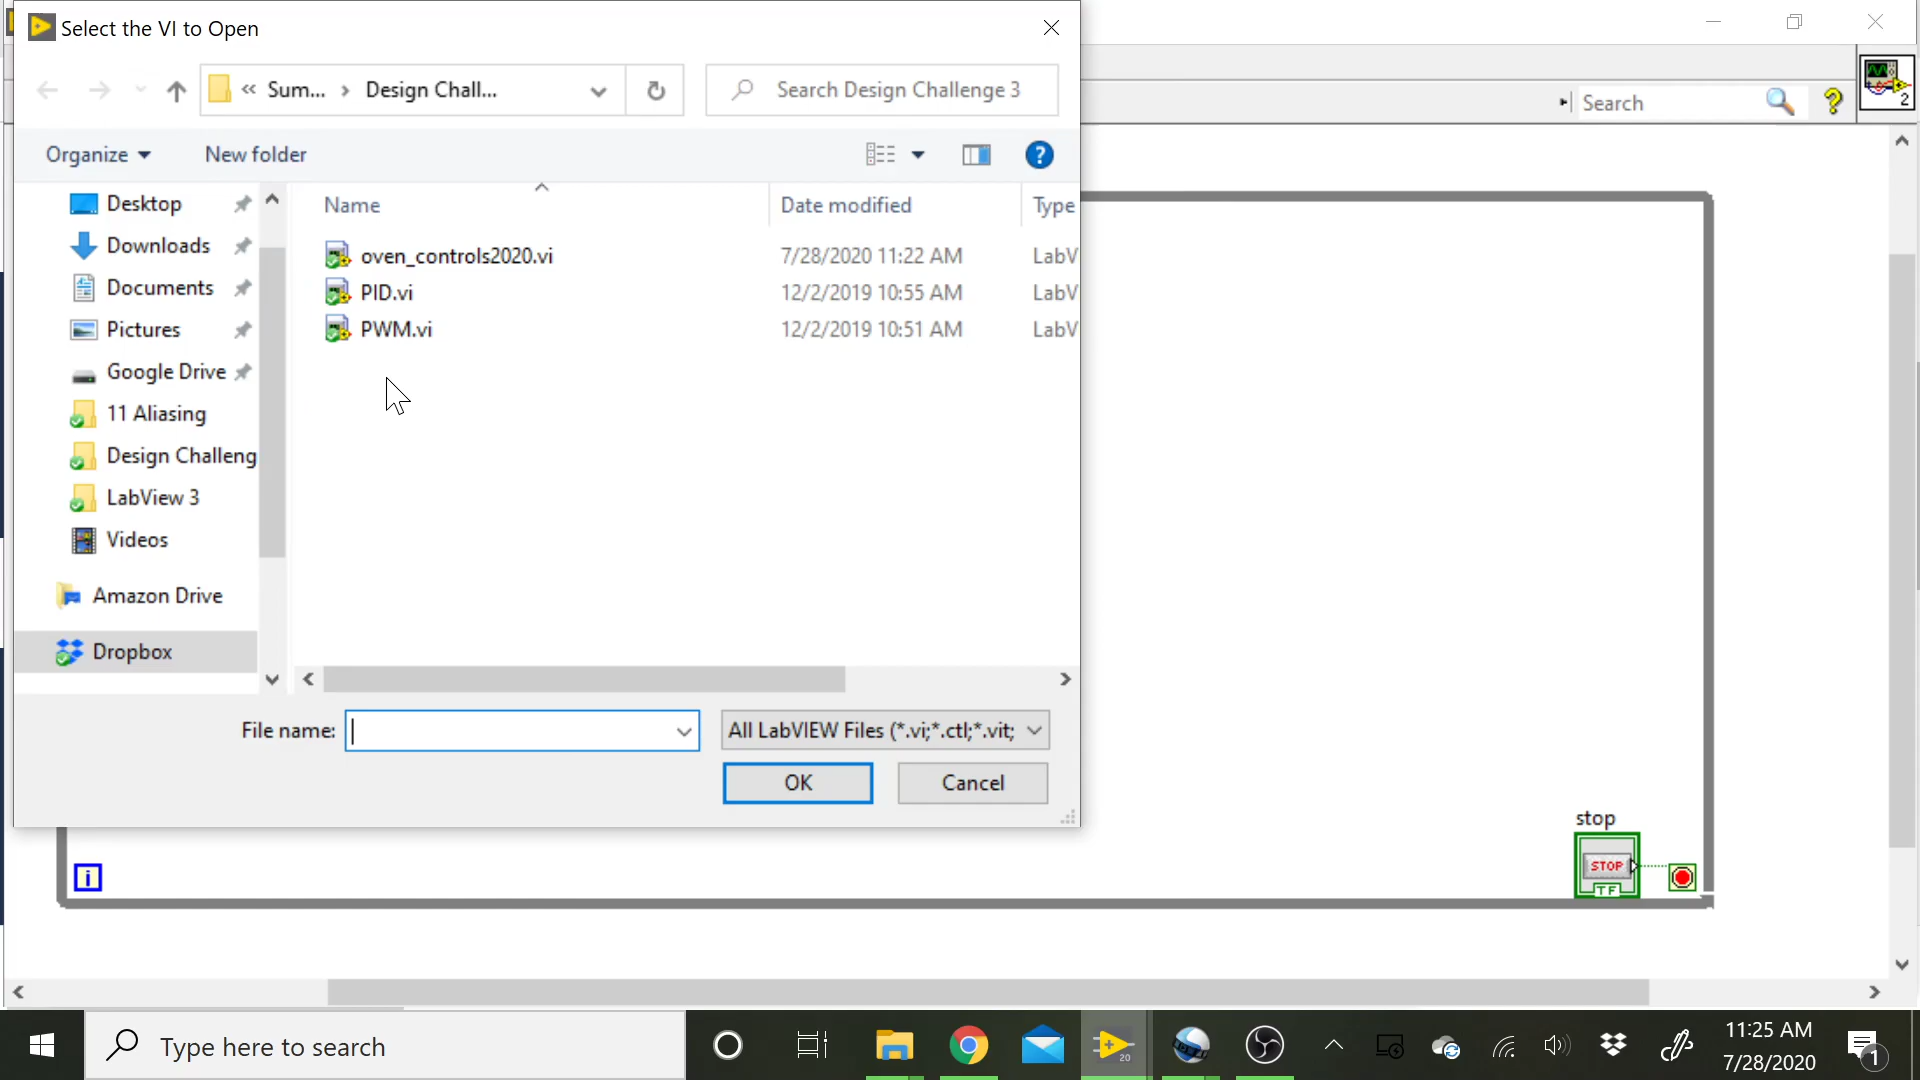 Select the VI to Open
« Sum... › Design Chall...
Search Design Challenge 3
Search
2
Organize
New folder
?
Desktop
Downloads
Documents
Pictures
Google Drive
11 Aliasing
Design Challeng
LabView 3
Videos
Amazon Drive
Dropbox
Name Date modified Type
oven_controls2020.vi 7/28/2020 11:22 AM LabV
PID.vi 12/2/2019 10:55 AM LabV
PWM.vi 12/2/2019 10:51 AM LabV
File name:
All LabVIEW Files (*.vi;*.ctl;*.vit;
OK
Cancel
stop
STOP
TF
i
Type here to search
20
11:25 AM
7/28/2020
1